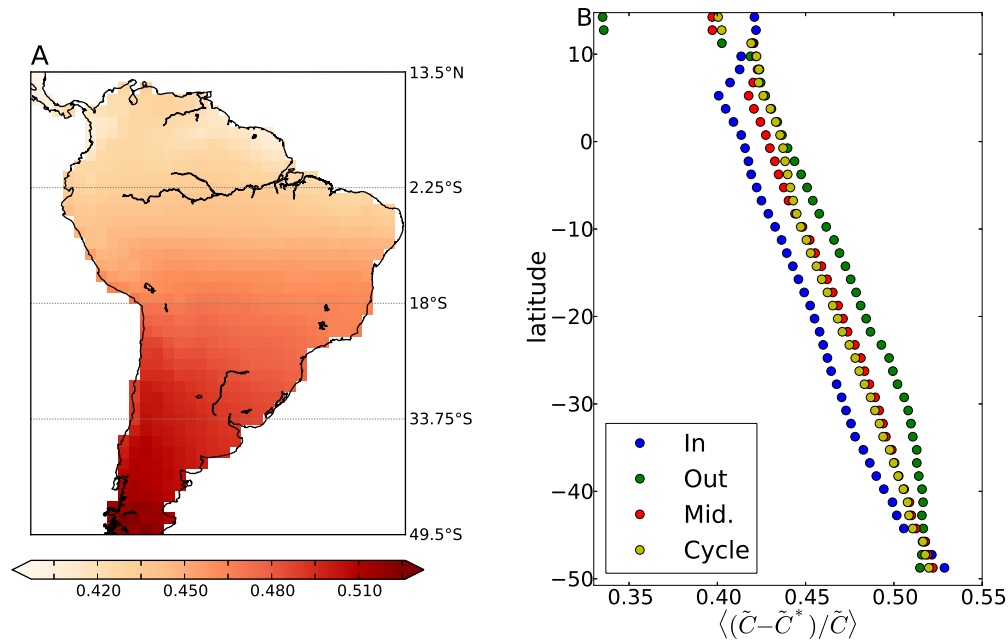 A
13.5°N
2.25°S
18°S
33.75°S
49.5°S
0.420 0.450 0.480 0.510
B
10
0
−10
−20
−30
−40
−50
latitude
In
Out
Mid.
Cycle
0.35 0.40 0.45 0.50 0.55
⟨(C̃−C̃*)/C̃⟩